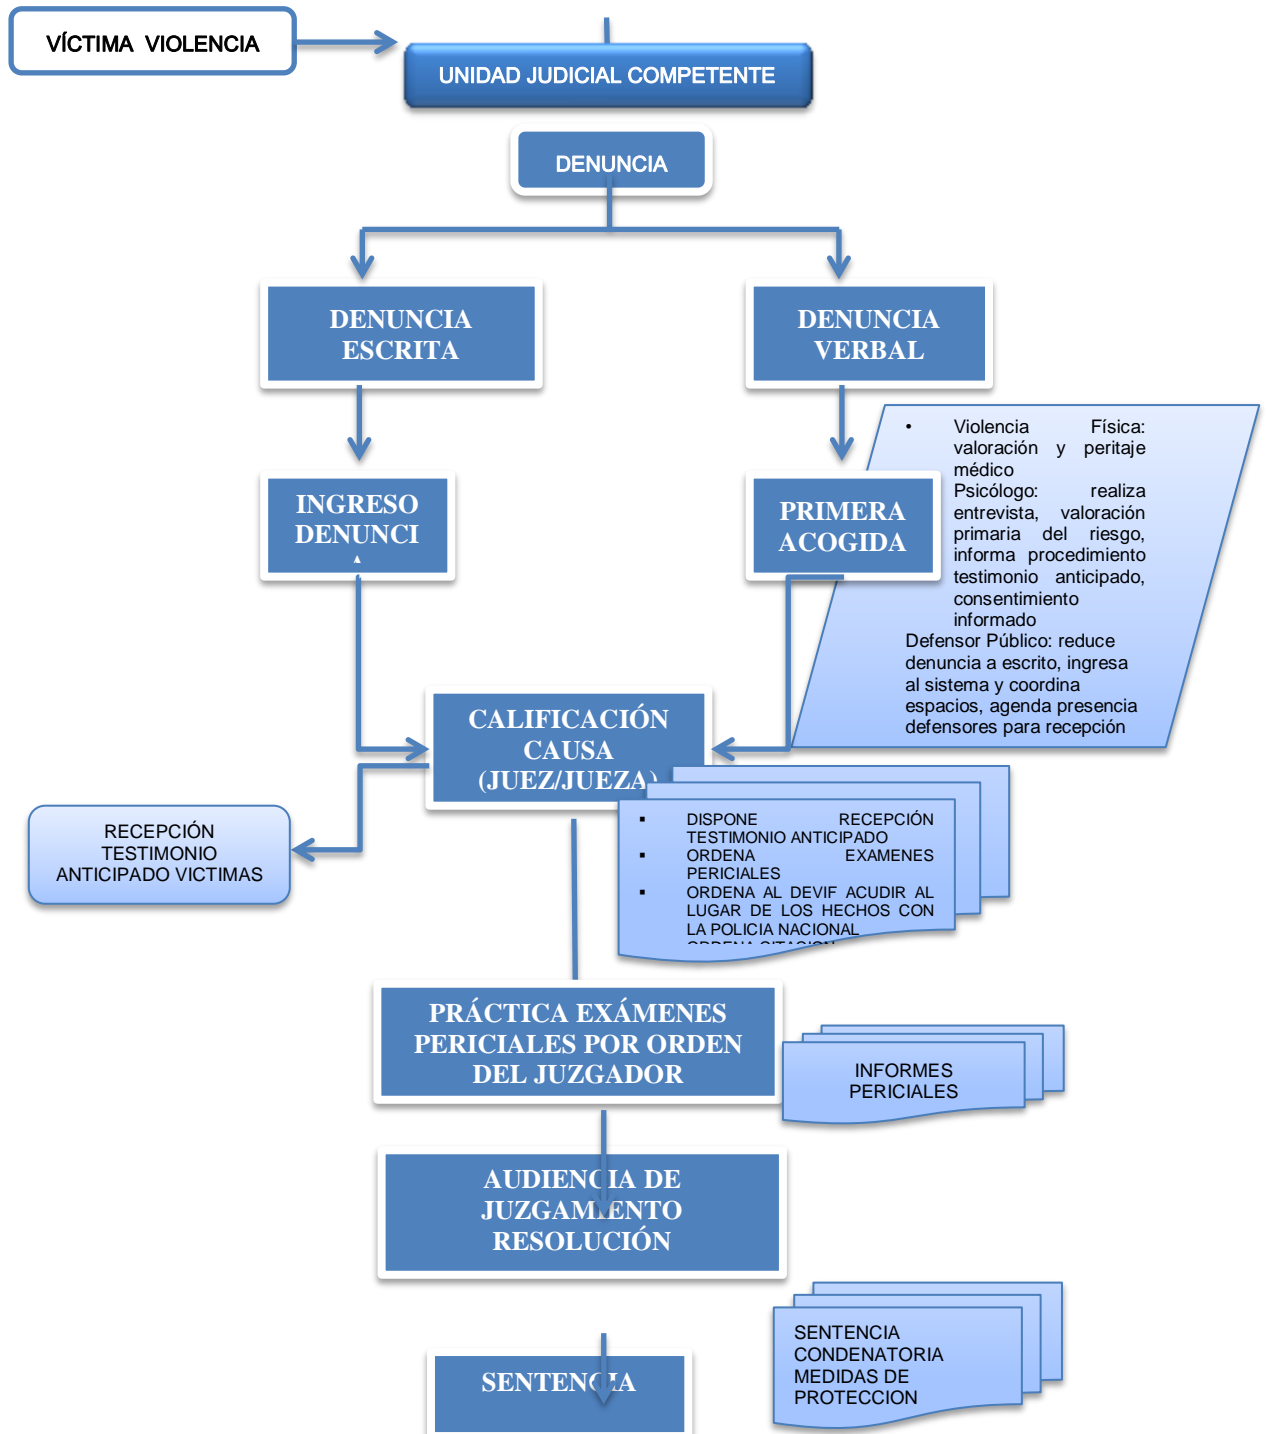 VÍCTIMA VIOLENCIA
UNIDAD JUDICIAL COMPETENTE
DENUNCIA
DENUNCIA
ESCRITA
DENUNCIA
VERBAL
INGRESO
DENUNCI
PRIMERA
ACOGIDA
• Violencia Física:
valoración y peritaje
médico
Psicólogo: realiza
entrevista, valoración
primaria del riesgo,
informa procedimiento
testimonio anticipado,
consentimiento
informado
Defensor Público: reduce
denuncia a escrito, ingresa
al sistema y coordina
espacios, agenda presencia
defensores para recepción
CALIFICACIÓN
CAUSA
(JUEZ/JUEZA)
RECEPCIÓN
TESTIMONIO
ANTICIPADO VICTIMAS
▪ DISPONE RECEPCIÓN
TESTIMONIO ANTICIPADO
▪ ORDENA EXAMENES
PERICIALES
▪ ORDENA AL DEVIF ACUDIR AL
LUGAR DE LOS HECHOS CON
LA POLICIA NACIONAL
PRÁCTICA EXÁMENES
PERICIALES POR ORDEN
DEL JUZGADOR
INFORMES
PERICIALES
AUDIENCIA DE
JUZGAMIENTO
RESOLUCIÓN
SENTENCIA
CONDENATORIA
MEDIDAS DE
PROTECCION
SENTENCIA